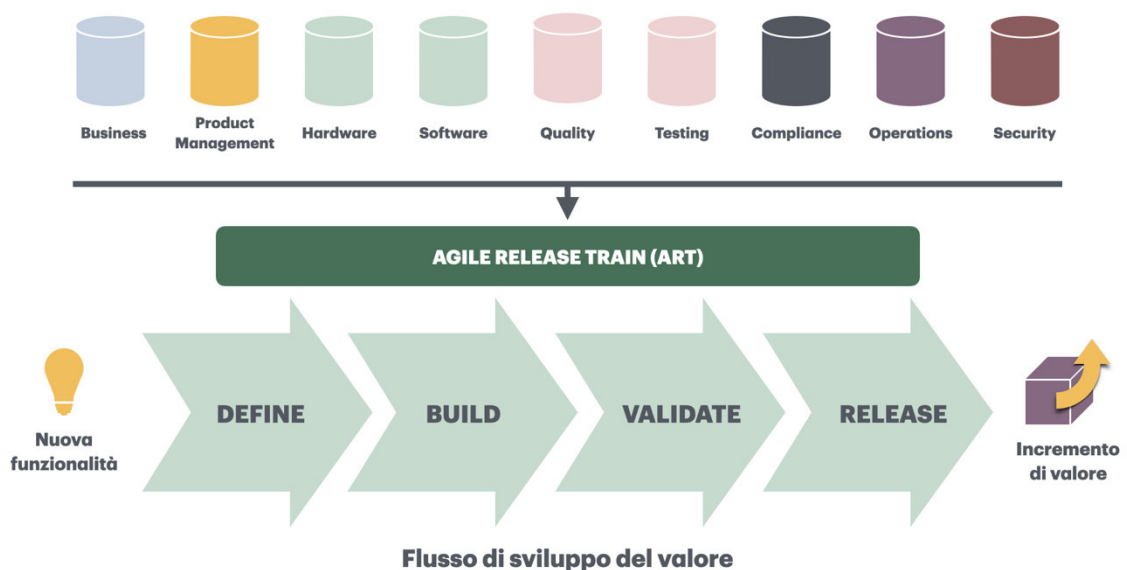 Business
Product
Management
Hardware
Software
Quality
Testing
Compliance
Operations
Security
AGILE RELEASE TRAIN (ART)
Nuova
funzionalità
DEFINE
BUILD
VALIDATE
RELEASE
Incremento
di valore
Flusso di sviluppo del valore